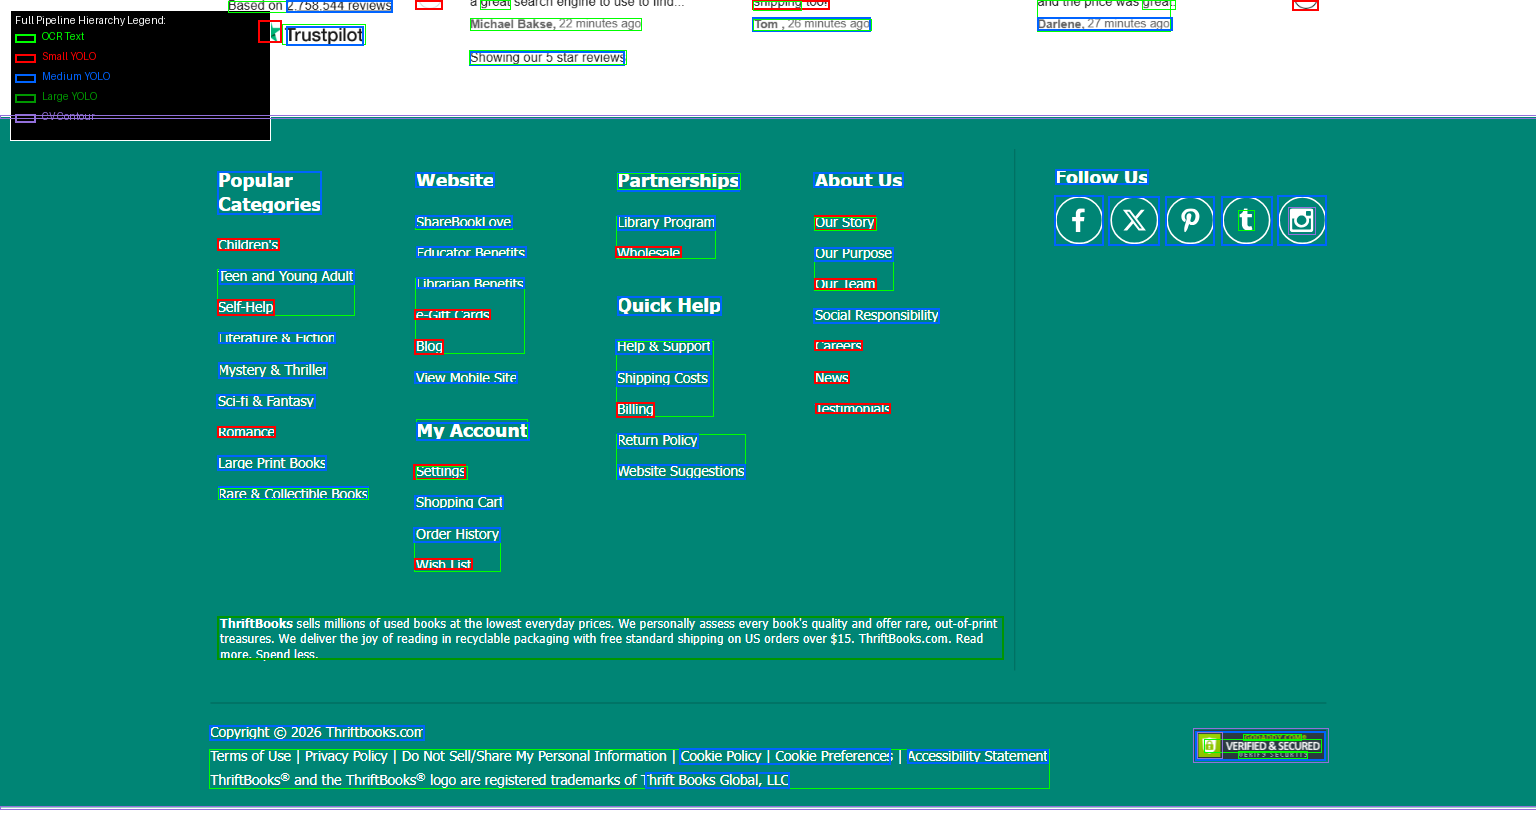 Full Pipeline Hierarchy Legend:
OCR Text
Small YOLO
Medium YOLO
Large YOLO
CV Contour
Based on 2,758,544 reviews
Trustpilot
a great search engine to use to find...
Michael Bakse, 22 minutes ago
shipping too!
Tom , 26 minutes ago
and the price was great
Darlene, 27 minutes ago
Showing our 5 star reviews
Popular
Categories
Children's
Teen and Young Adult
Self-Help
Literature & Fiction
Mystery & Thriller
Sci-fi & Fantasy
Romance
Large Print Books
Rare & Collectible Books
Website
ShareBookLove
Educator Benefits
Librarian Benefits
e-Gift Cards
Blog
View Mobile Site
My Account
Settings
Shopping Cart
Order History
Wish List
Partnerships
Library Program
Wholesale
Quick Help
Help & Support
Shipping Costs
Billing
Return Policy
Website Suggestions
About Us
Our Story
Our Purpose
Our Team
Social Responsibility
Careers
News
Testimonials
Follow Us
ThriftBooks sells millions of used books at the lowest everyday prices. We personally assess every book's quality and offer rare, out-of-print
treasures. We deliver the joy of reading in recyclable packaging with free standard shipping on US orders over $15. ThriftBooks.com. Read
more. Spend less.
Copyright © 2026 Thriftbooks.com
Terms of Use | Privacy Policy | Do Not Sell/Share My Personal Information | Cookie Policy | Cookie Preferences | Accessibility Statement
ThriftBooks® and the ThriftBooks® logo are registered trademarks of Thrift Books Global, LLC
VERIFIED & SECURED